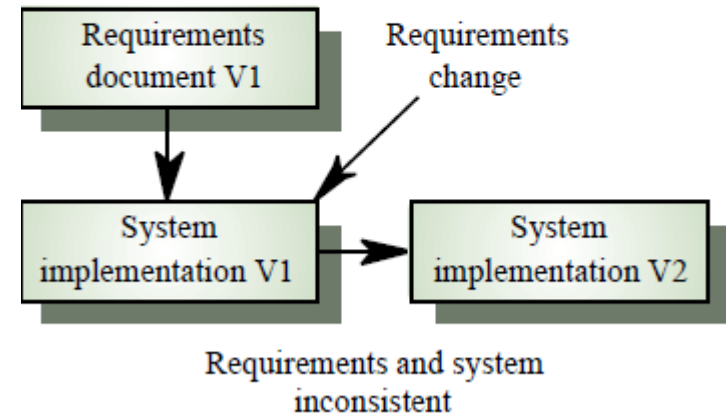 Requirements
document V1
Requirements
change
System
implementation V1
System
implementation V2
Requirements and system
inconsistent